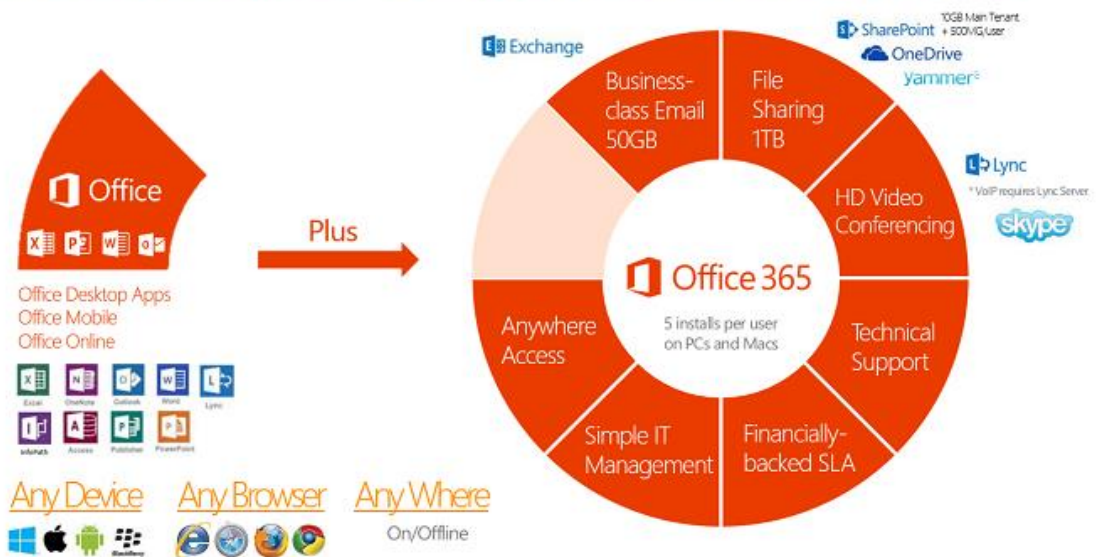 Office
Office Desktop Apps
Office Mobile
Office Online
Excel
OneNote
Outlook
Word
Lync
InfoPath
Access
Publisher
PowerPoint
Any Device
BlackBerry
Any Browser
Any Where
On/Offline
Plus
Exchange
Business-
class Email
50GB
File
Sharing
1TB
SharePoint
10GB Main Tenant
+ 500MG/user
OneDrive
yammer
HD Video
Conferencing
Lync
* VoIP requires Lync Server
skype
Office 365
5 installs per user
on PCs and Macs
Technical
Support
Financially-
backed SLA
Simple IT
Management
Anywhere
Access